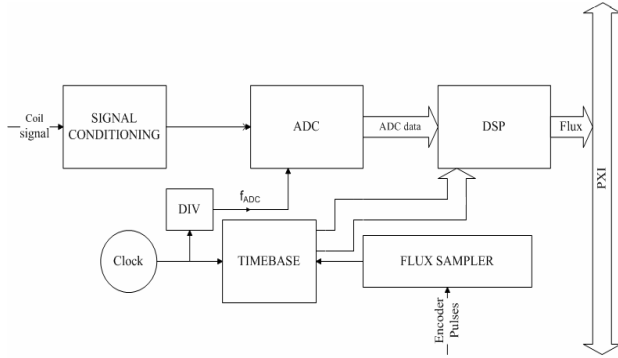 Coil
signal
SIGNAL
CONDITIONING
ADC
ADC data
DSP
Flux
PXI
DIV
fADC
Clock
TIMEBASE
FLUX SAMPLER
Encoder
Pulses